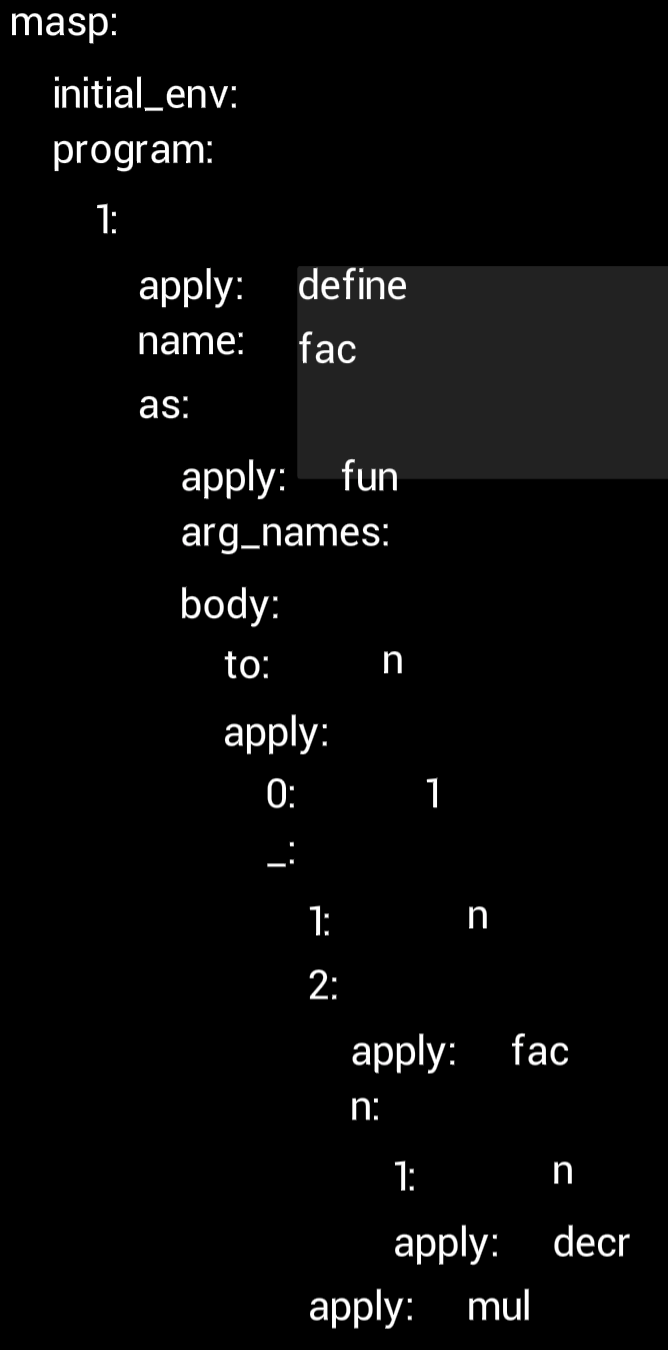 masp:
initial_env:
program:
1:
apply: define
name: fac
as:
apply: fun
arg_names:
body:
to: n
apply:
0: 1
_:
1: n
2:
apply: fac
n:
1: n
apply: decr
apply: mul